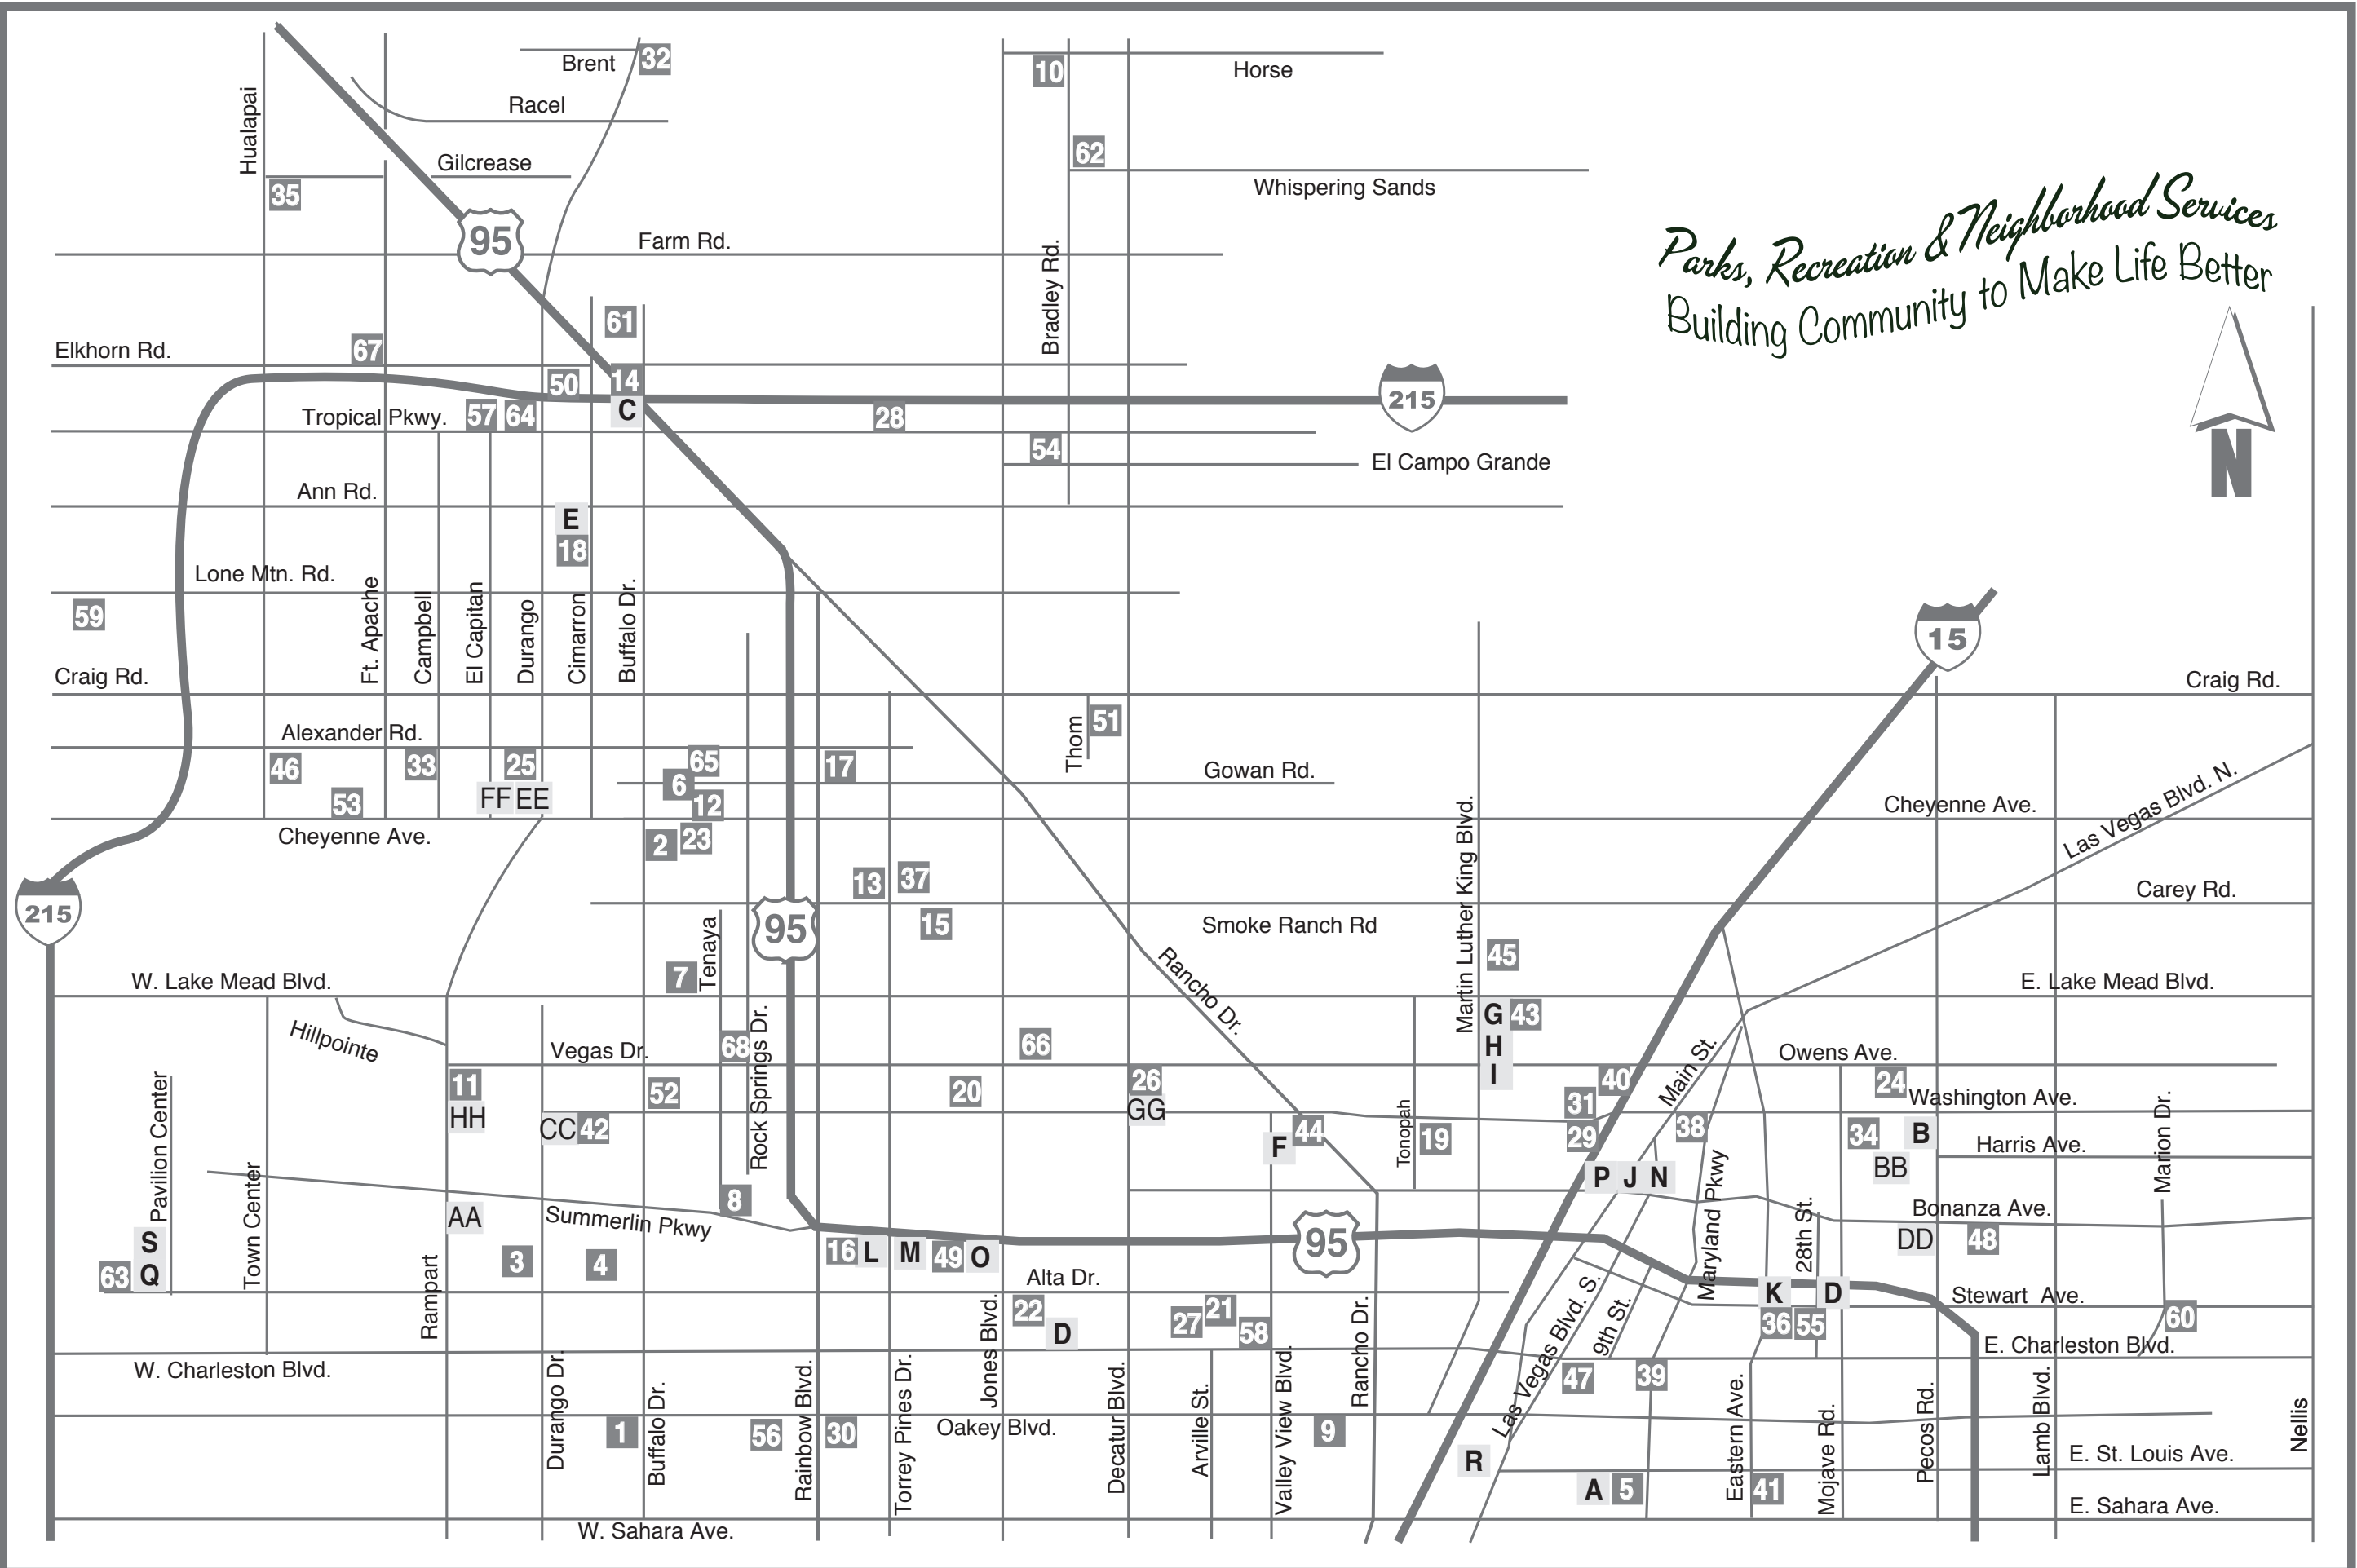 Brent
32
10
Horse
Hualapai
Racel
62
Gilcrease
35
Whispering Sands
Parks, Recreation & Neighborhood Services
Building Community to Make Life Better
95
Farm Rd.
Bradley Rd.
61
Elkhorn Rd.
67
50
14
C
215
Tropical Pkwy.
57
64
28
54
El Campo Grande
N
Ann Rd.
E
18
Lone Mtn. Rd.
59
Ft. Apache
Campbell
El Capitan
Durango
Cimarron
Buffalo Dr.
15
Craig Rd.
Craig Rd.
Thom
51
Alexander Rd.
46
33
25
65
17
6
Gowan Rd.
53
FF
EE
12
Cheyenne Ave.
Las Vegas Blvd. N.
Cheyenne Ave.
2
23
Martin Luther King Blvd.
13
37
Carey Rd.
215
95
15
Smoke Ranch Rd
Tenaya
7
45
Rancho Dr.
W. Lake Mead Blvd.
E. Lake Mead Blvd.
Hillpointe
G
43
H
I
Vegas Dr.
68
Rock Springs Dr.
66
Main St.
Owens Ave.
11
HH
52
20
26
GG
40
31
24
Washington Ave.
CC
42
44
F
Tonopah
19
29
38
34
B
Harris Ave.
BB
Marion Dr.
Pavilion Center
Town Center
P
J
N
Maryland Pkwy
8
AA
Summerlin Pkwy
28th St.
Bonanza Ave.
S
Q
63
3
4
16
L
M
49
O
95
DD
48
Rampart
Alta Dr.
K
D
Stewart Ave.
22
D
27
21
58
Las Vegas Blvd. S.
9th St.
36
55
60
Jones Blvd.
Rancho Dr.
E. Charleston Blvd.
W. Charleston Blvd.
47
39
Durango Dr.
1
Buffalo Dr.
56
Rainbow Blvd.
30
Torrey Pines Dr.
Oakey Blvd.
Decatur Blvd.
Arville St.
Valley View Blvd.
9
R
Eastern Ave.
Mojave Rd.
Pecos Rd.
Lamb Blvd.
Nellis
E. St. Louis Ave.
A
5
41
E. Sahara Ave.
W. Sahara Ave.